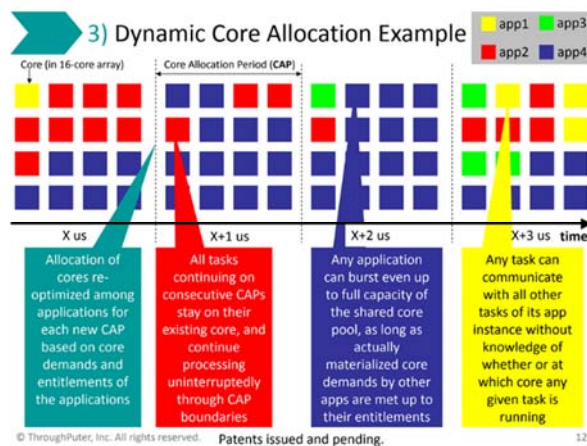 3) Dynamic Core Allocation Example
app1
app3
app2
app4
Core (in 16-core array)
Core Allocation Period (CAP)
X us
X+1 us
X+2 us
X+3 us
time
Allocation of
cores re-
optimized among
applications for
each new CAP
based on core
demands and
entitlements of
the applications
All tasks
continuing on
consecutive CAPs
stay on their
existing core, and
continue
processing
uninterruptedly
through CAP
boundaries
Any application
can burst even up
to full capacity of
the shared core
pool, as long as
actually
materialized core
demands by other
apps are met up to
their entitlements
Any task can
communicate
with all other
tasks of its app
instance without
knowledge of
whether or at
which core any
given task is
running
© ThroughPuter, Inc. All rights reserved.
Patents issued and pending.
12